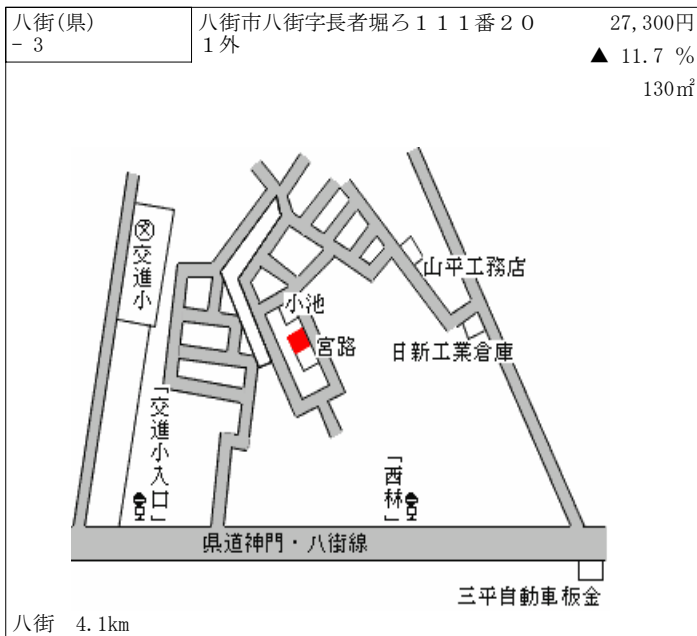 八街(県)
－ 3
八街市八街字長者堀ろ１１１番２０
１外
27,300円
▲ 11.7 %
130㎡
文
交進小
小池
宮路
山平工務店
日新工業倉庫
「交進小入口」
「西林」
県道神門・八街線
三平自動車板金
八街　4.1km